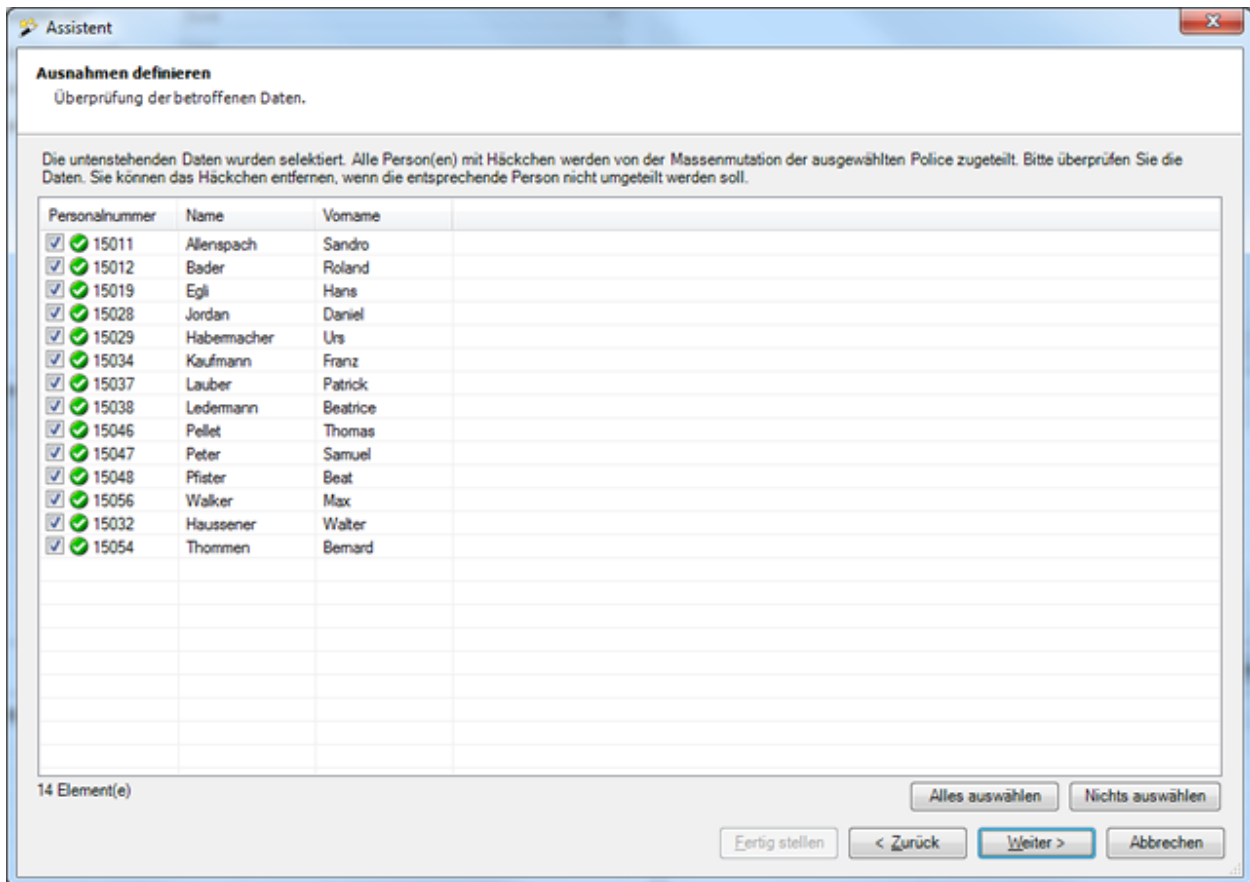 Assistent
Ausnahmen definieren
Überprüfung der betroffenen Daten.
Die untenstehenden Daten wurden selektiert. Alle Person(en) mit Häckchen werden von der Massenmutation der ausgewählten Police zugeteilt. Bitte überprüfen Sie die
Daten. Sie können das Häckchen entfernen, wenn die entsprechende Person nicht umgeteilt werden soll.
Personalnummer Name Vorname
15011 Allenspach Sandro
15012 Bader Roland
15019 Egli Hans
15028 Jordan Daniel
15029 Habermacher Urs
15034 Kaufmann Franz
15037 Lauber Patrick
15038 Ledermann Beatrice
15046 Pellet Thomas
15047 Peter Samuel
15048 Pfister Beat
15056 Walker Max
15032 Haussener Walter
15054 Thommen Bernard
14 Element(e)
Alles auswählen Nichts auswählen
Fertig stellen < Zurück Weiter > Abbrechen